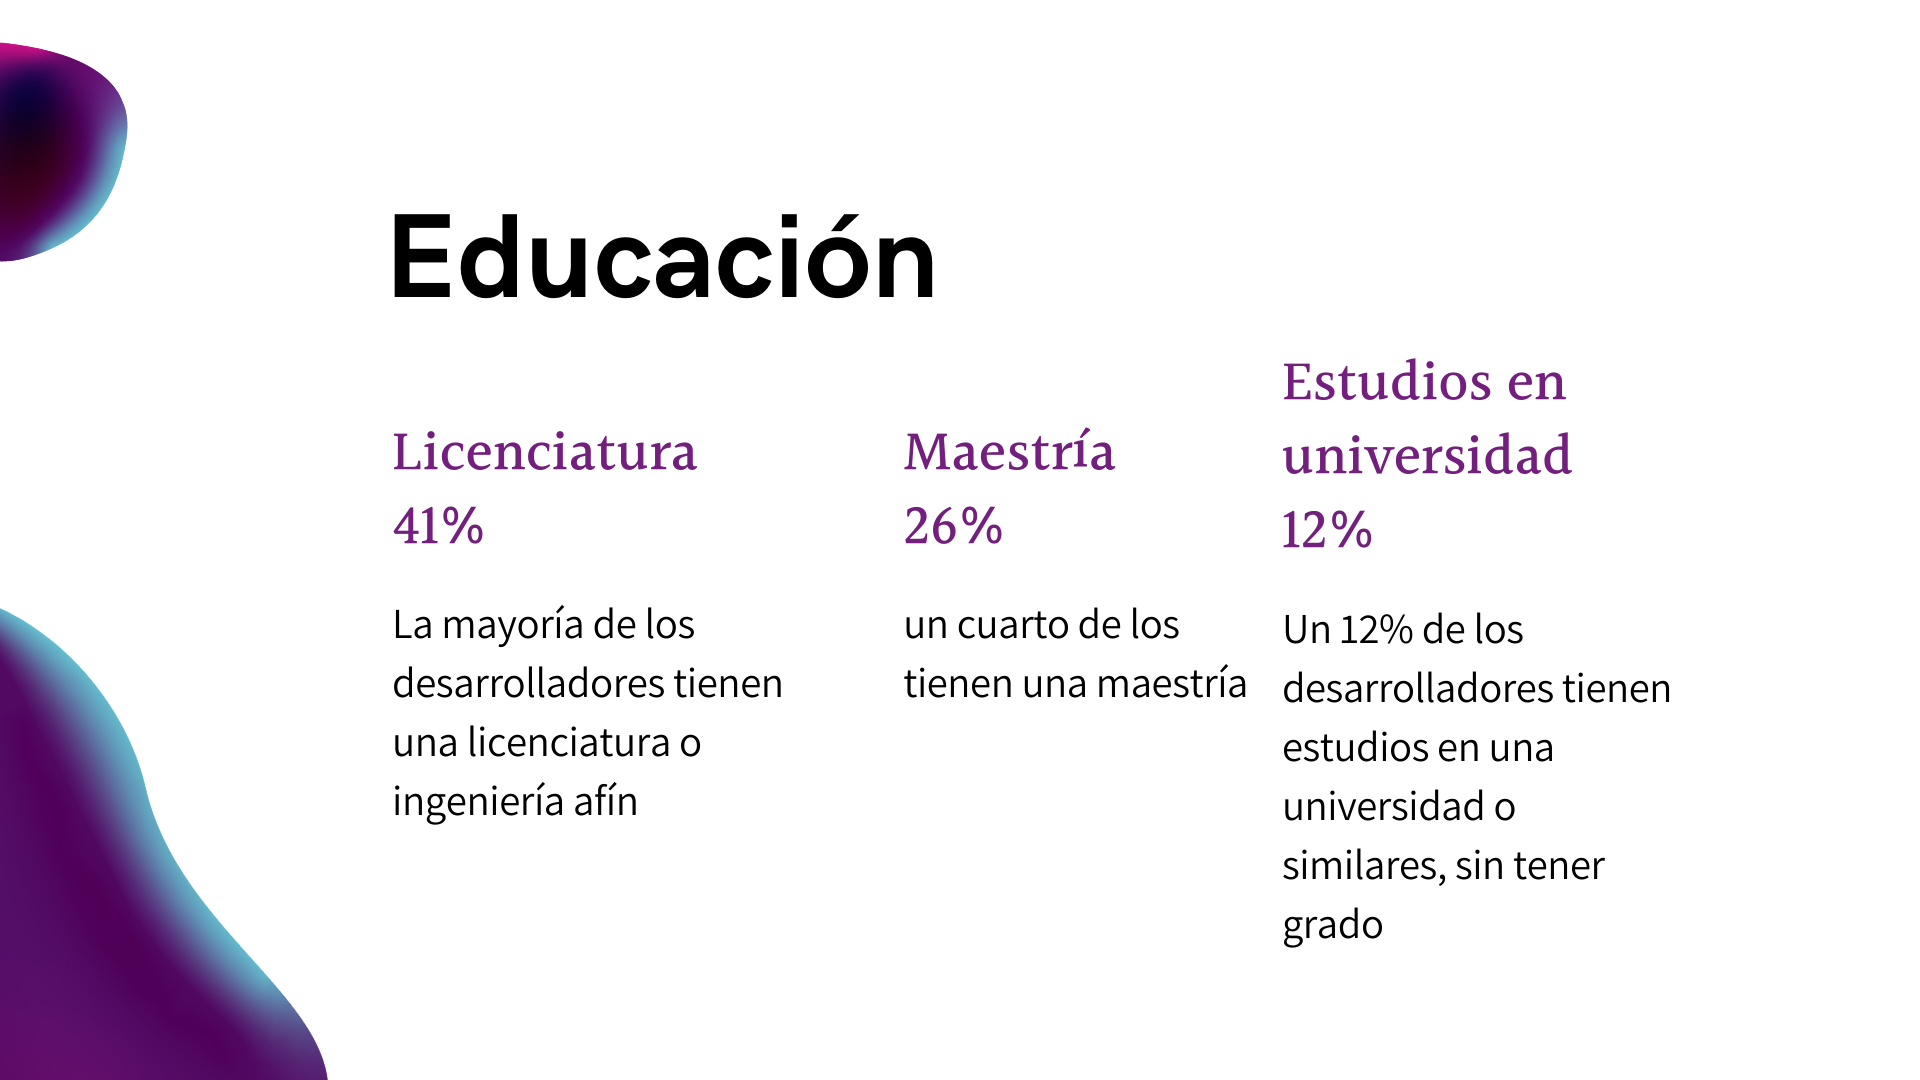 Educación
Licenciatura
41%
La mayoría de los
desarrolladores tienen
una licenciatura o
ingeniería afín
Maestría
26%
un cuarto de los
tienen una maestría
Estudios en
universidad
12%
Un 12% de los
desarrolladores tienen
estudios en una
universidad o
similares, sin tener
grado